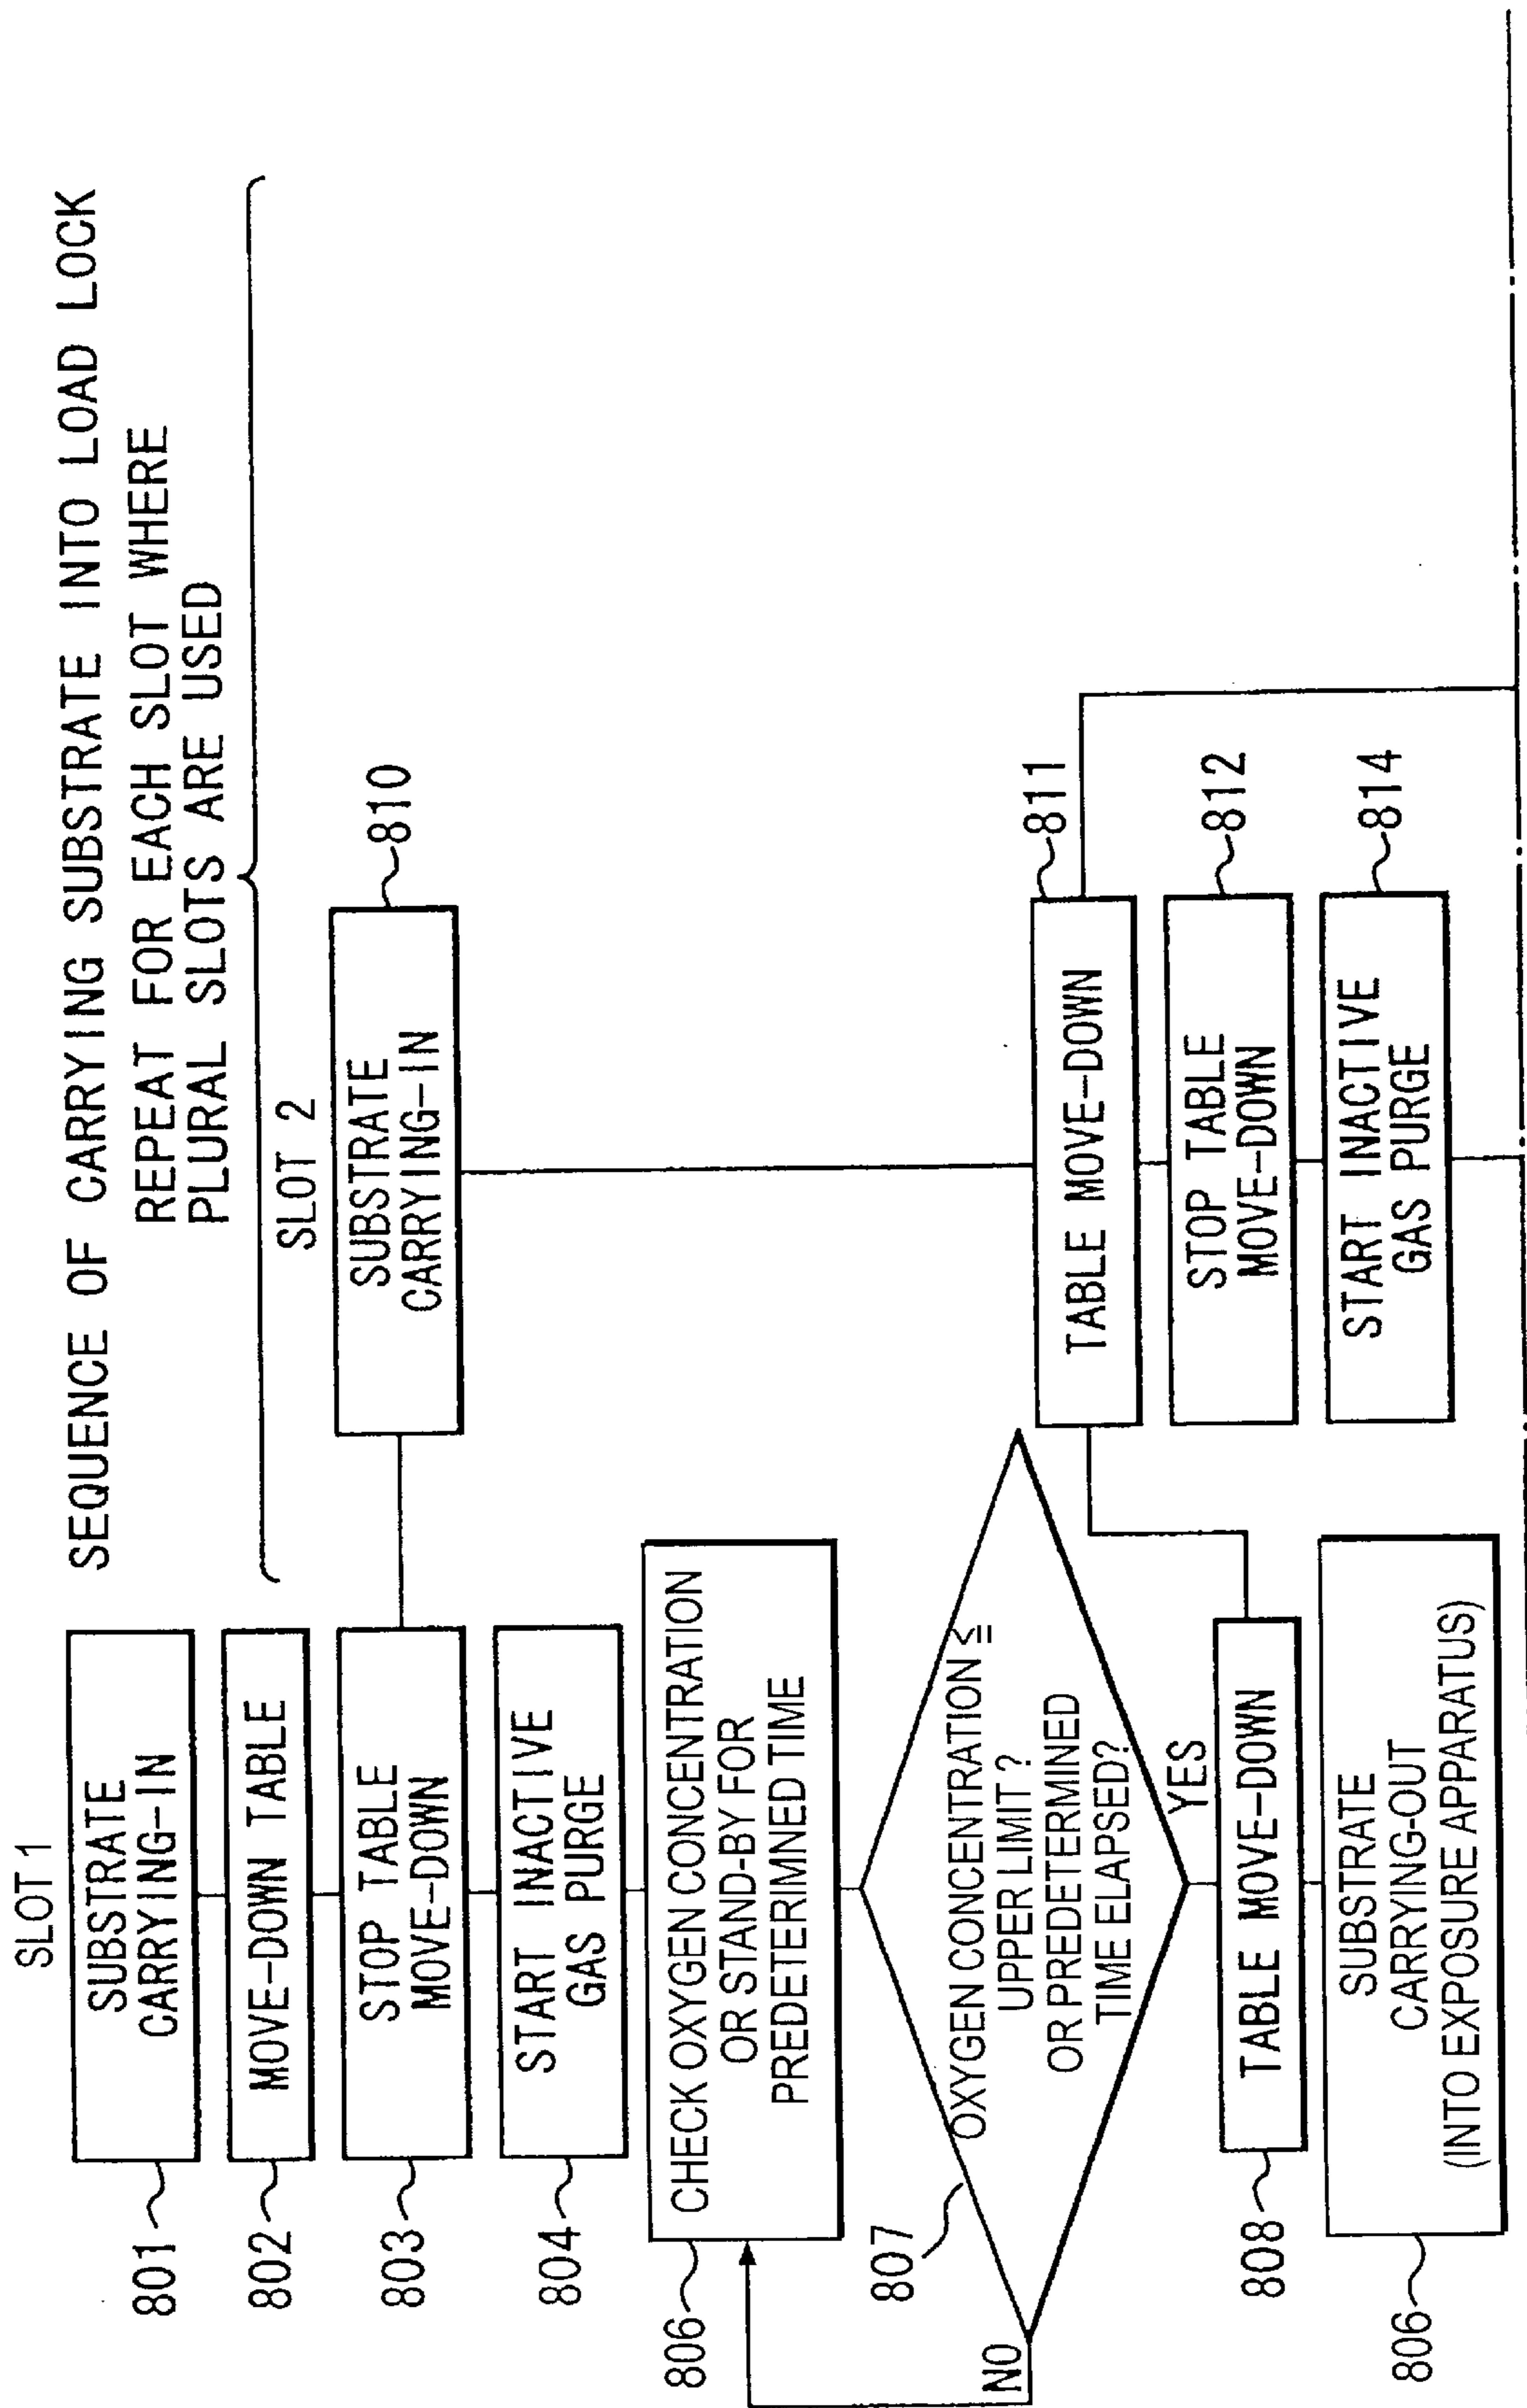 SEQUENCE OF CARRYING SUBSTRATE INTO LOAD LOCK
REPEAT FOR EACH SLOT WHERE
PLURAL SLOTS ARE USED
SLOT 1
801
SUBSTRATE
CARRYING-IN
802
MOVE-DOWN TABLE
803
STOP TABLE
MOVE-DOWN
804
START INACTIVE
GAS PURGE
806
CHECK OXYGEN CONCENTRATION
OR STAND-BY FOR
PREDETERIMNED TIME
807
OXYGEN CONCENTRATION ≦
UPPER LIMIT?
OR PREDETERMINED
TIME ELAPSED?
NO
YES
808
TABLE MOVE-DOWN
806
SUBSTRATE
CARRYING-OUT
(INTO EXPOSURE APPARATUS)
SLOT 2
SUBSTRATE
CARRYING-IN
810
TABLE MOVE-DOWN
811
STOP TABLE
MOVE-DOWN
812
START INACTIVE
GAS PURGE
814